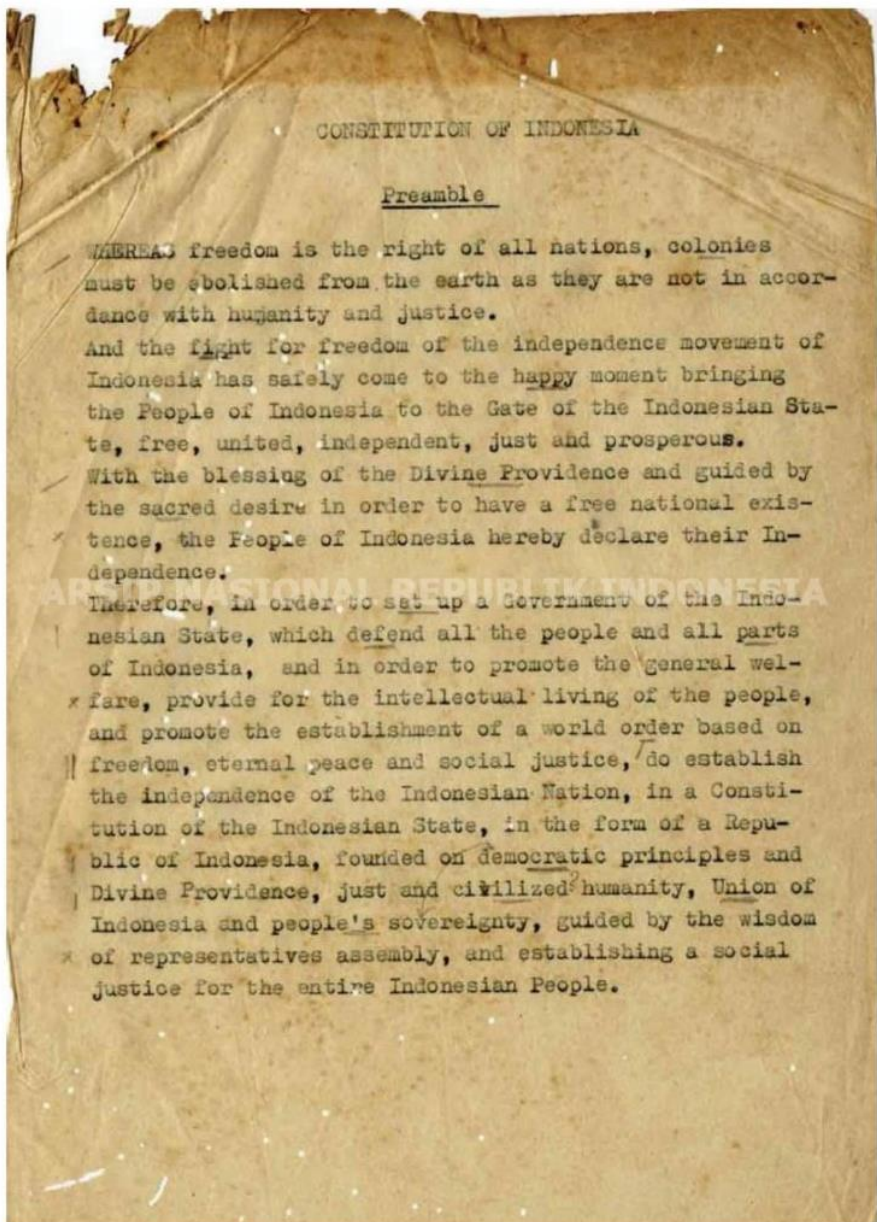 CONSTITUTION OF INDONESIA
Preamble
WHEREAS freedom is the right of all nations, colonies
must be abolished from the earth as they are not in accor-
dance with humanity and justice.
And the fight for freedom of the independence movement of
Indonesia has safely come to the happy moment bringing
the People of Indonesia to the Gate of the Indonesian Sta-
te, free, united, independent, just and prosperous.
With the blessing of the Divine Providence and guided by
the sacred desire in order to have a free national exis-
tence, the People of Indonesia hereby declare their In-
dependence.
ARSIP NASIONAL REPUBLIK INDONESIA
Therefore, in order to set up a Government of the Indo-
nesian State, which defend all the people and all parts
of Indonesia, and in order to promote the general wel-
fare, provide for the intellectual living of the people,
and promote the establishment of a world order based on
freedom, eternal peace and social justice, do establish
the independence of the Indonesian Nation, in a Consti-
tution of the Indonesian State, in the form of a Repu-
blic of Indonesia, founded on democratic principles and
Divine Providence, just and civilized? humanity, Union of
Indonesia and people's sovereignty, guided by the wisdom
of representatives assembly, and establishing a social
justice for the entire Indonesian People.